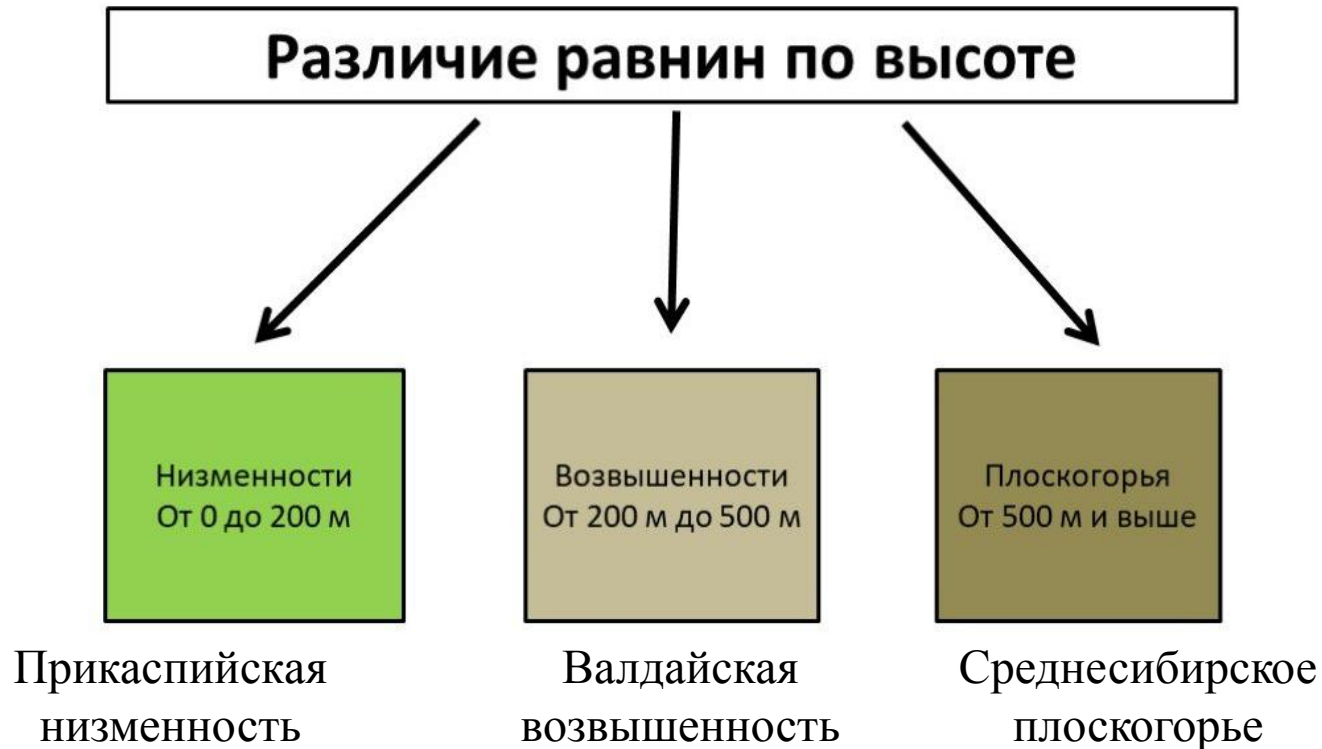 Различие равнин по высоте
Низменности
От 0 до 200 м
Возвышенности
От 200 м до 500 м
Плоскогорья
От 500 м и выше
Прикаспийская
низменность
Валдайская
возвышенность
Среднесибирское
плоскогорье